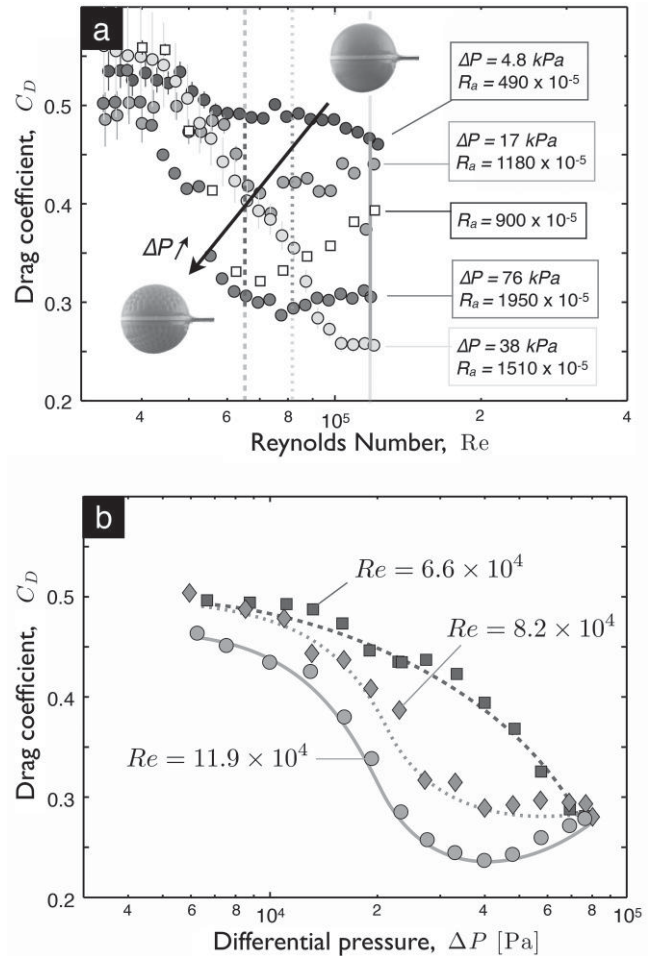 a
Drag coefficient, C_D
0.5
0.4
0.3
0.2
ΔP ↗
ΔP = 4.8 kPa
R_a = 490 x 10^-5
ΔP = 17 kPa
R_a = 1180 x 10^-5
R_a = 900 x 10^-5
ΔP = 76 kPa
R_a = 1950 x 10^-5
ΔP = 38 kPa
R_a = 1510 x 10^-5
4 6 8 10^5 2 4
Reynolds Number, Re
b
Drag coefficient, C_D
0.5
0.4
0.3
0.2
Re = 6.6 × 10^4
Re = 8.2 × 10^4
Re = 11.9 × 10^4
4 6 8 10^4 2 4 6 8 10^5
Differential pressure, ΔP [Pa]